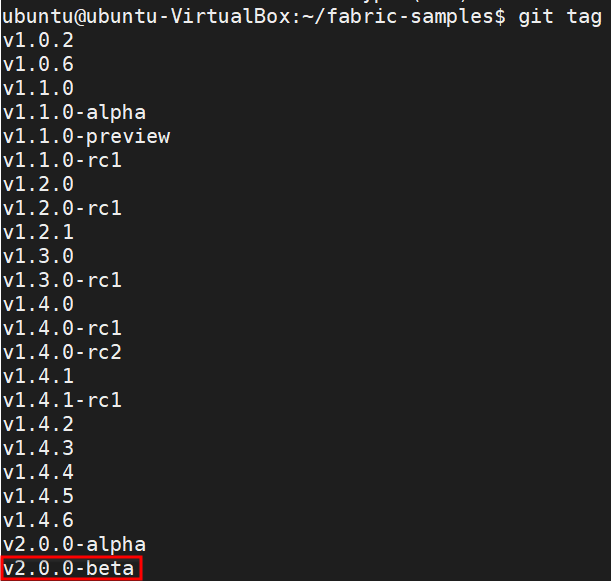 ubuntu@ubuntu-VirtualBox:~/fabric-samples$ git tag
v1.0.2
v1.0.6
v1.1.0
v1.1.0-alpha
v1.1.0-preview
v1.1.0-rc1
v1.2.0
v1.2.0-rc1
v1.2.1
v1.3.0
v1.3.0-rc1
v1.4.0
v1.4.0-rc1
v1.4.0-rc2
v1.4.1
v1.4.1-rc1
v1.4.2
v1.4.3
v1.4.4
v1.4.5
v1.4.6
v2.0.0-alpha
v2.0.0-beta